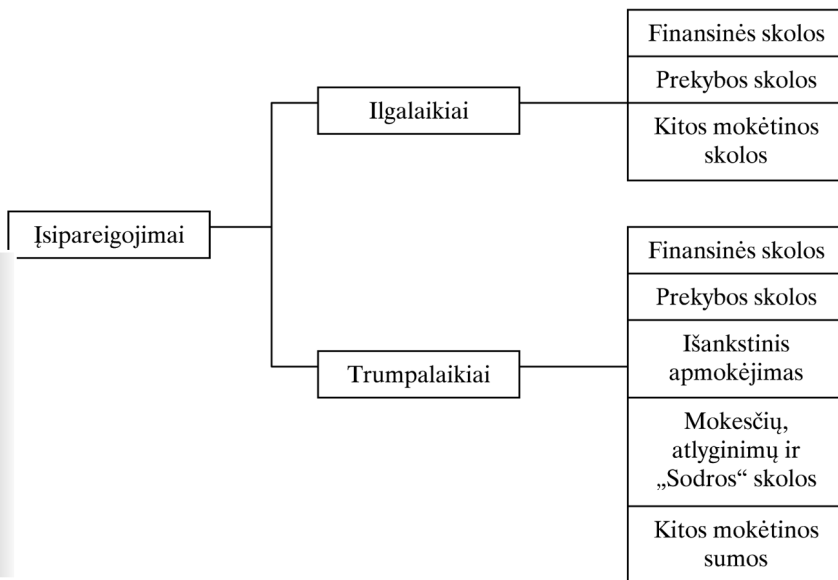 Įsipareigojimai
Ilgalaikiai
Finansinės skolos
Prekybos skolos
Kitos mokėtinos
skolos
Trumpalaikiai
Finansinės skolos
Prekybos skolos
Išankstinis
apmokėjimas
Mokesčių,
atlyginimų ir
„Sodros“ skolos
Kitos mokėtinos
sumos